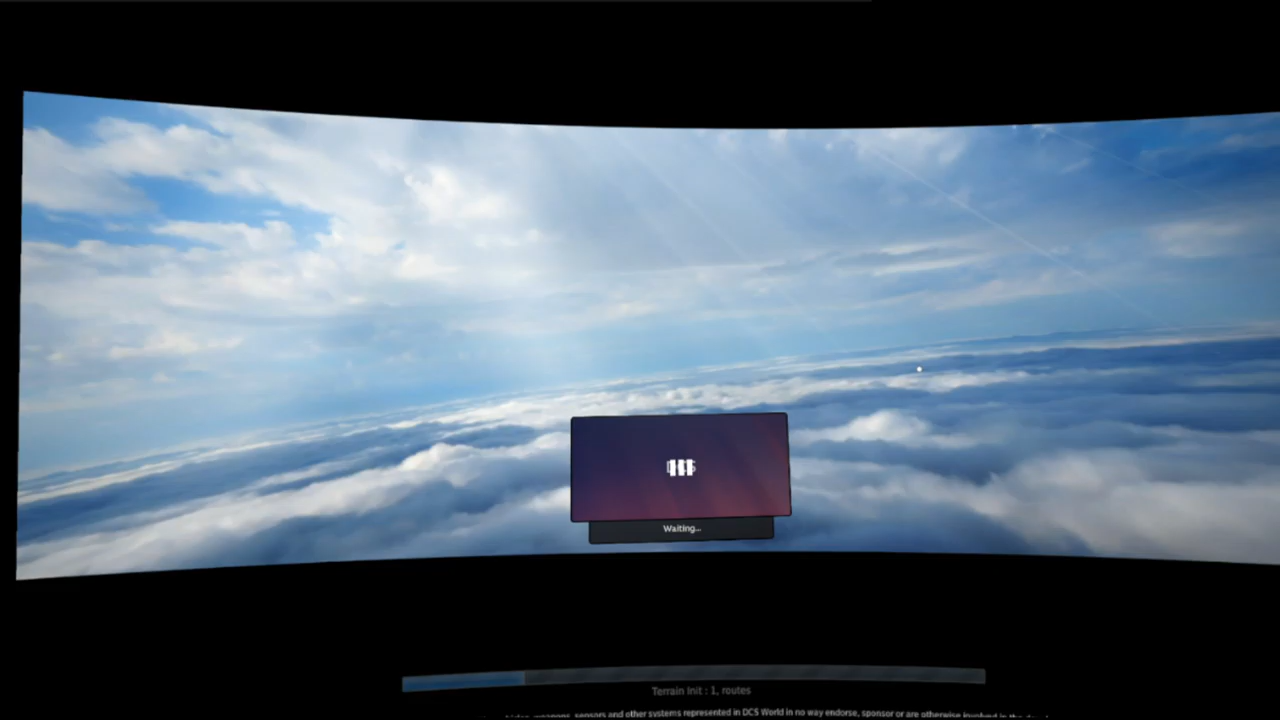 Waiting...
Terrain Init : 1, routes
weapons, sensors and other systems represented in DCS World in no way endorse, sponsor or are otherwise involved in the